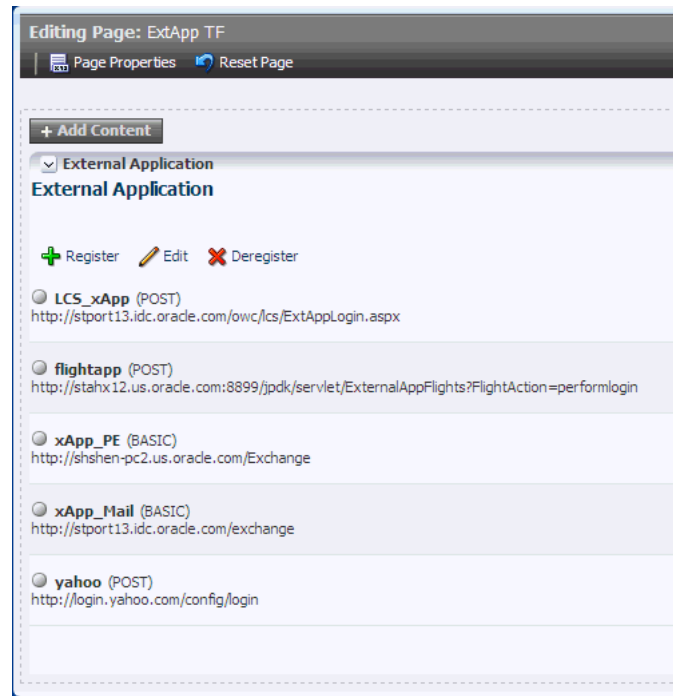 Editing Page: ExtApp TF
Page Properties Reset Page
+ Add Content
External Application
External Application
Register Edit Deregister
LCS_xApp (POST)
http://stport13.idc.oracle.com/owc/lcs/ExtAppLogin.aspx
flightapp (POST)
http://stahx12.us.oracle.com:8899/jpdk/servlet/ExternalAppFlights?FlightAction=performlogin
xApp_PE (BASIC)
http://shshen-pc2.us.oracle.com/Exchange
xApp_Mail (BASIC)
http://stport13.idc.oracle.com/exchange
yahoo (POST)
http://login.yahoo.com/config/login